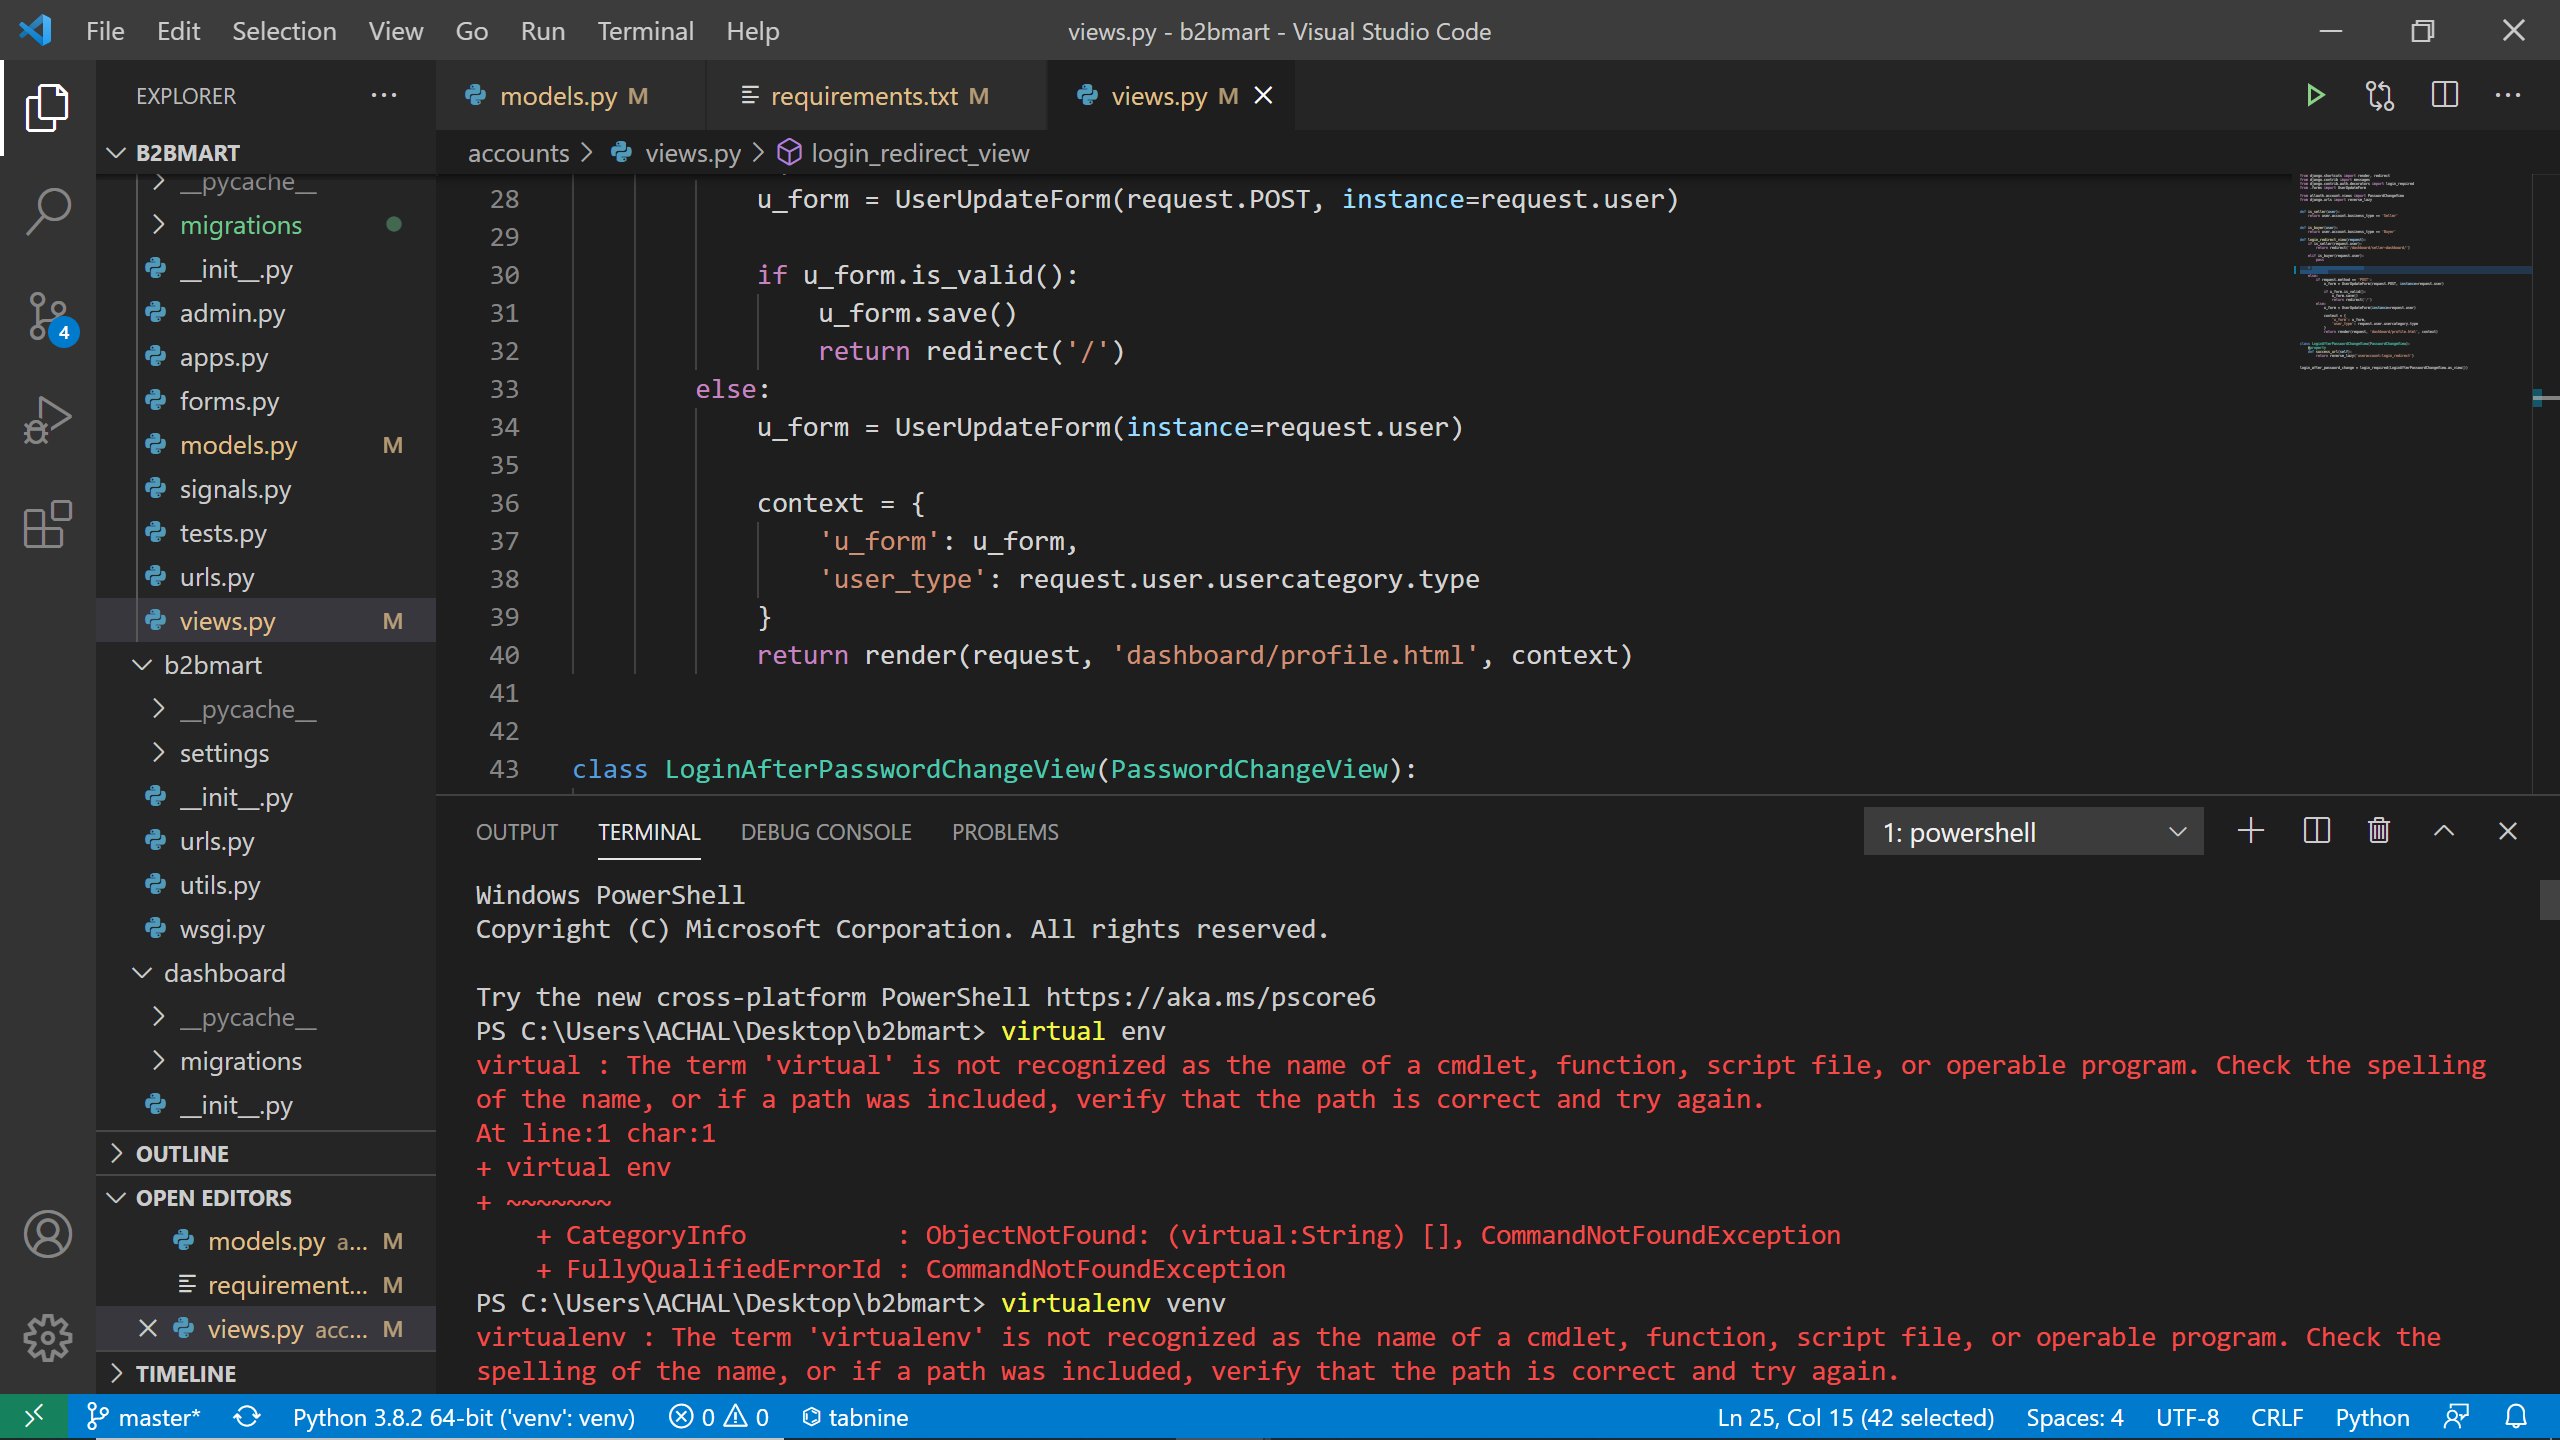 File Edit Selection View Go Run Terminal Help
views.py - b2bmart - Visual Studio Code
EXPLORER
B2BMART
__pycache__
migrations
__init__.py
admin.py
apps.py
forms.py
models.py M
signals.py
tests.py
urls.py
views.py M
b2bmart
__pycache__
settings
__init__.py
urls.py
utils.py
wsgi.py
dashboard
__pycache__
migrations
__init__.py
OUTLINE
OPEN EDITORS
models.py a... M
requirement... M
views.py acc... M
TIMELINE
4
models.py M requirements.txt M views.py M
accounts > views.py > login_redirect_view
28 u_form = UserUpdateForm(request.POST, instance=request.user)
29
30 if u_form.is_valid():
31 u_form.save()
32 return redirect('/')
33 else:
34 u_form = UserUpdateForm(instance=request.user)
35
36 context = {
37 'u_form': u_form,
38 'user_type': request.user.usercategory.type
39 }
40 return render(request, 'dashboard/profile.html', context)
41
42
43 class LoginAfterPasswordChangeView(PasswordChangeView):
OUTPUT TERMINAL DEBUG CONSOLE PROBLEMS
1: powershell
Windows PowerShell
Copyright (C) Microsoft Corporation. All rights reserved.
Try the new cross-platform PowerShell https://aka.ms/pscore6
PS C:\Users\ACHAL\Desktop\b2bmart> virtual env
virtual : The term 'virtual' is not recognized as the name of a cmdlet, function, script file, or operable program. Check the spelling
of the name, or if a path was included, verify that the path is correct and try again.
At line:1 char:1
+ virtual env
+ ~~~~~~~
+ CategoryInfo : ObjectNotFound: (virtual:String) [], CommandNotFoundException
+ FullyQualifiedErrorId : CommandNotFoundException
PS C:\Users\ACHAL\Desktop\b2bmart> virtualenv venv
virtualenv : The term 'virtualenv' is not recognized as the name of a cmdlet, function, script file, or operable program. Check the
spelling of the name, or if a path was included, verify that the path is correct and try again.
master* Python 3.8.2 64-bit ('venv': venv) 0 0 tabnine
Ln 25, Col 15 (42 selected) Spaces: 4 UTF-8 CRLF Python